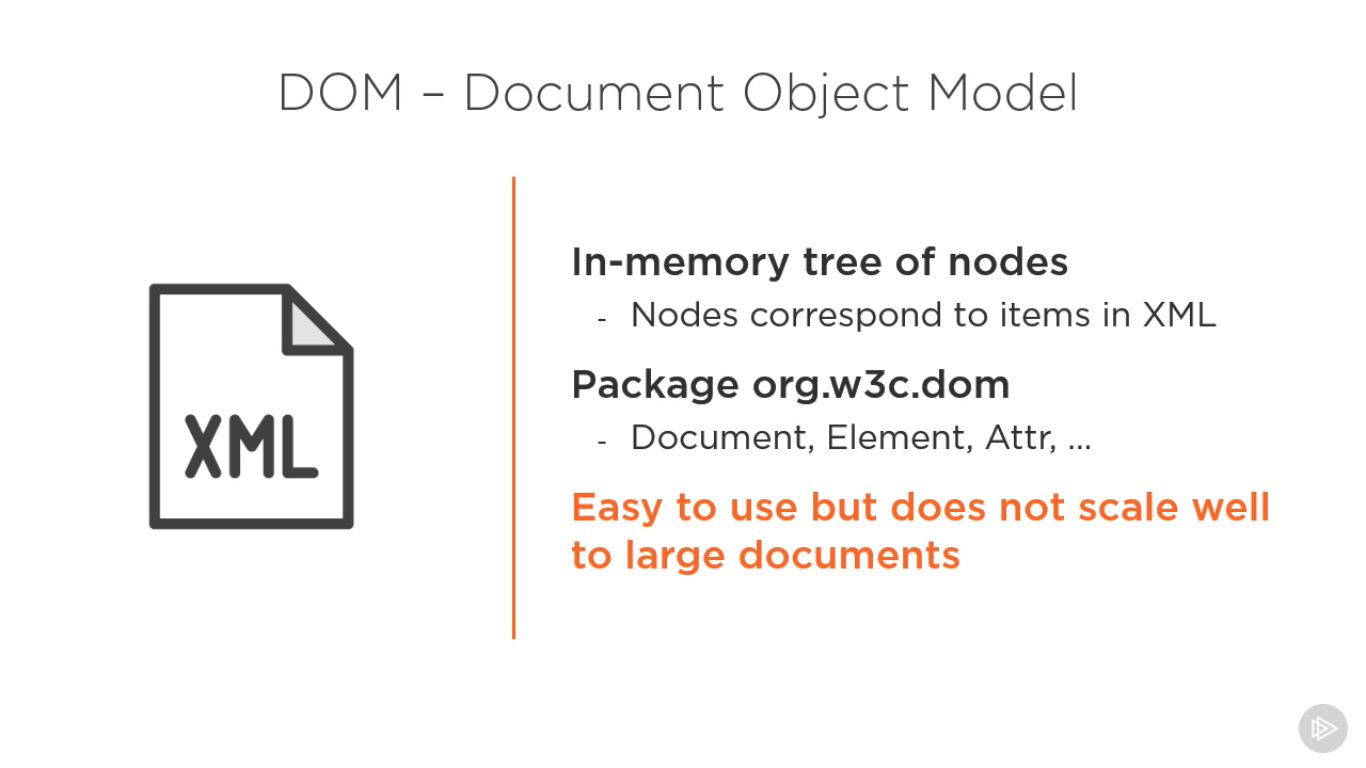 DOM – Document Object Model
XML
In-memory tree of nodes
- Nodes correspond to items in XML
Package org.w3c.dom
- Document, Element, Attr, ...
Easy to use but does not scale well
to large documents